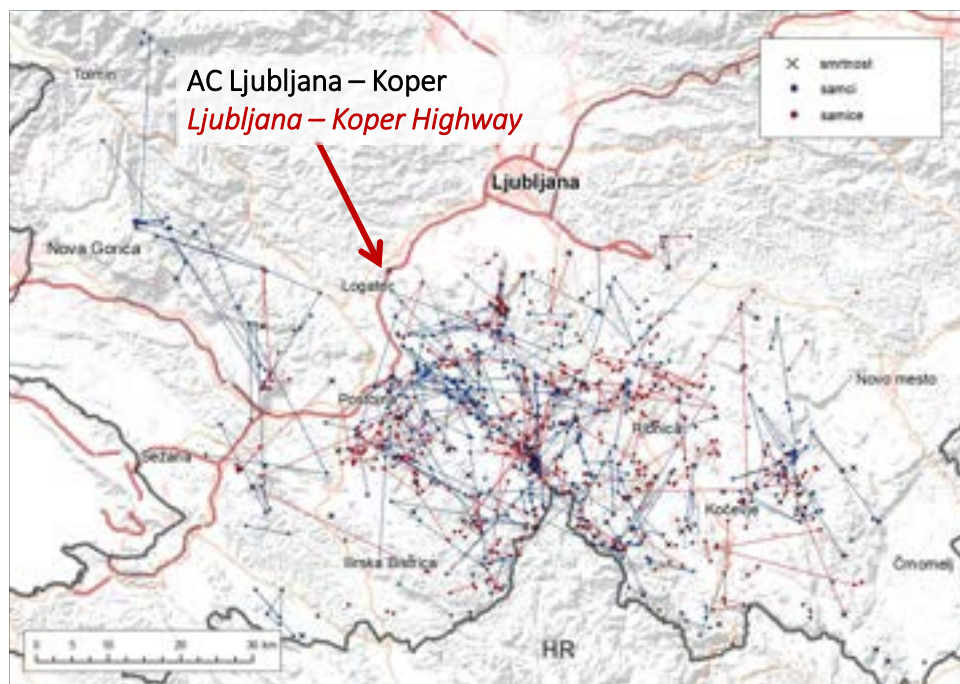 Tolmin
AC Ljubljana – Koper
Ljubljana – Koper Highway
smrtnost
samci
samice
Ljubljana
Nova Gorica
Logatec
Postojna
Novo mesto
Ribnica
Sežana
Kočevje
Ilirska Bistrica
Črnomelj
0 5 10 20 30 km
HR